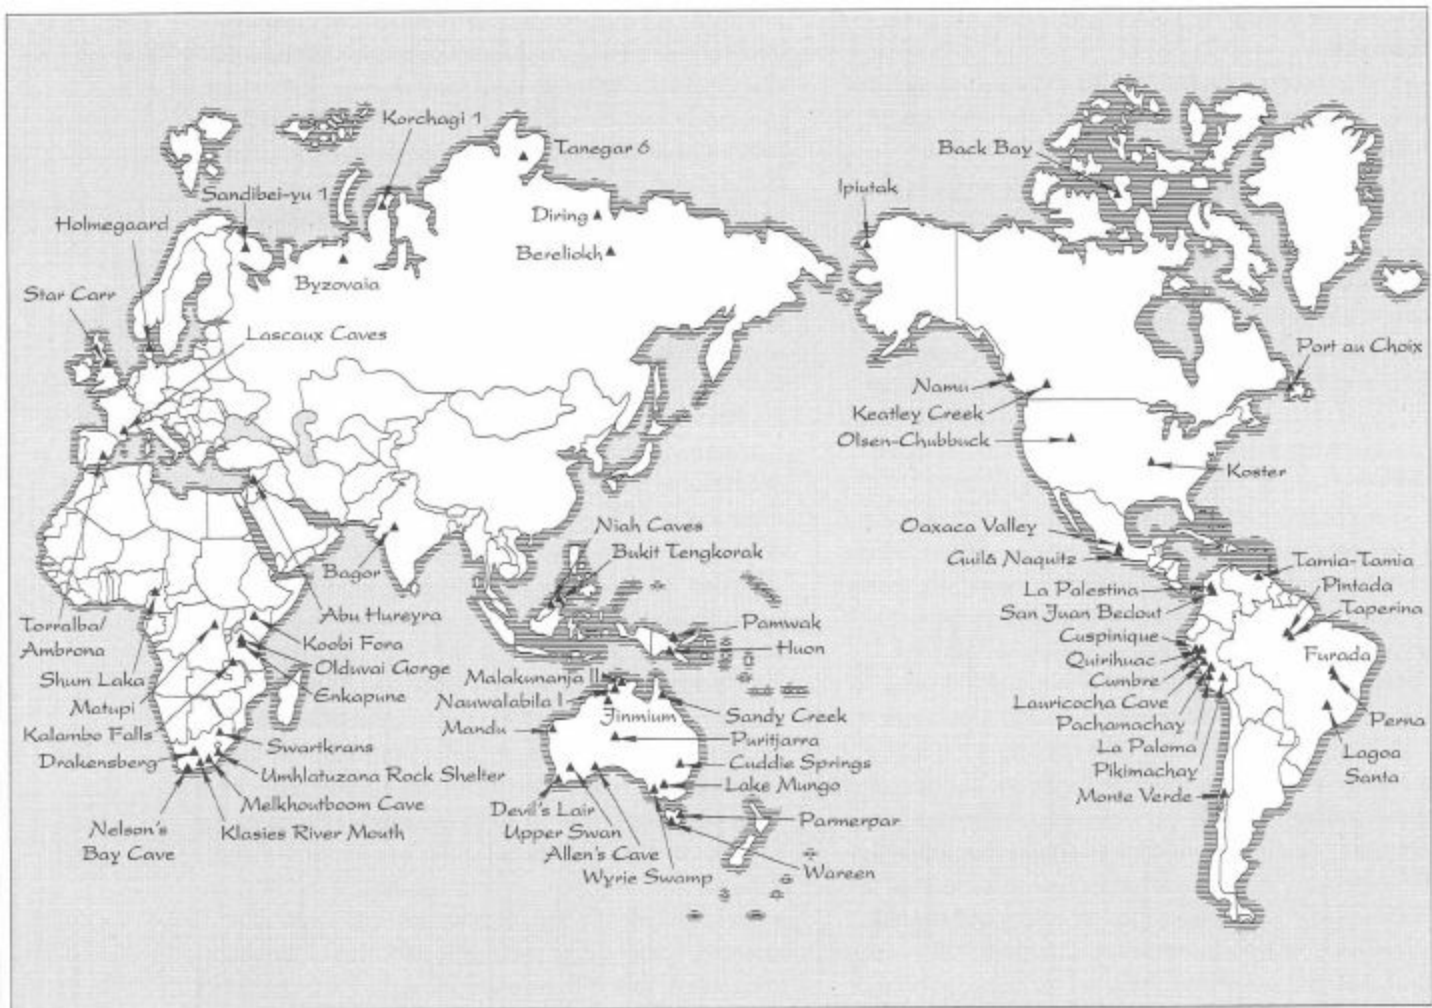 Korchagi 1
Tanegar 6
Back Bay
Ipiutak
Sandibei-yu 1
Holmegaard
Diring
Bereliokh
Byzovaia
Star Carr
Lascaux Caves
Port au Choix
Namu
Keatley Creek
Olsen-Chubbuck
Koster
Niah Caves
Bukit Tengkorak
Oaxaca Valley
Guilá Naquitz
Bagor
Tamia-Tamia
La Palestina
Pintada
San Juan Bedout
Taperina
Abu Hureyra
Torralba/
Ambrona
Koobi Fora
Pamwak
Cuspinique
Huon
Quirihuac
Furada
Olduvai Gorge
Shum Laka
Malakunanja II
Cumbre
Enkapune
Nauwalabila I
Lauricocha Cave
Matupi
Jinmium
Sandy Creek
Pachamachay
Perna
Kalambo Falls
Mandu
Puritjarra
La Paloma
Lagoa
Santa
Swartkrans
Drakensberg
Cuddie Springs
Pikimachay
Umhlatuzana Rock Shelter
Lake Mungo
Monte Verde
Melkhoutboom Cave
Devil's Lair
Parmerpar
Nelson's
Bay Cave
Klasies River Mouth
Upper Swan
Allen's Cave
Wyrie Swamp
Wareen